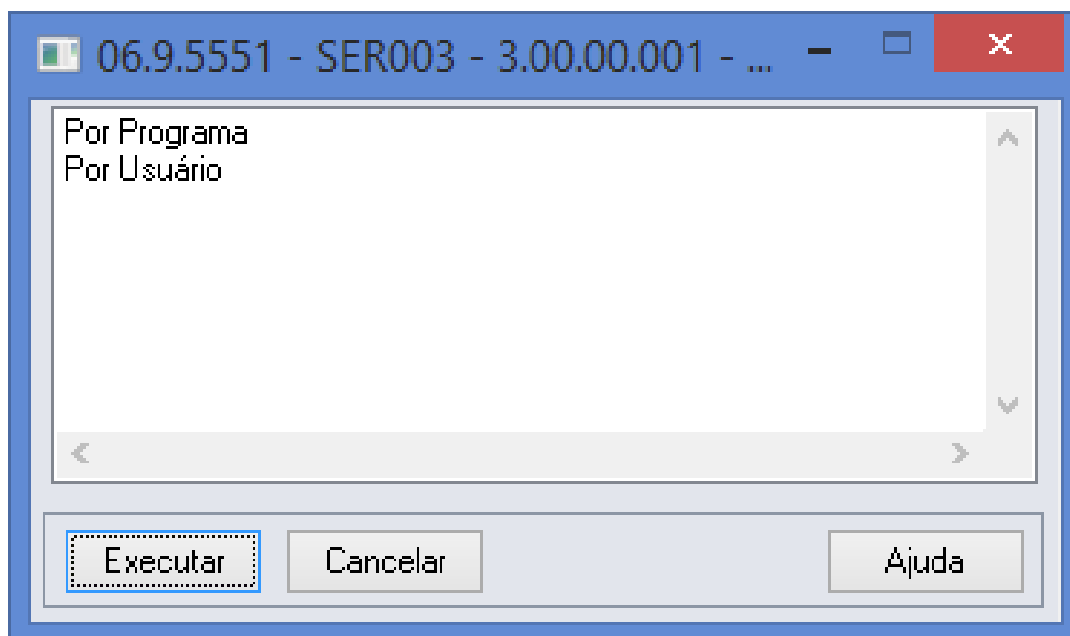 06.9.5551 - SER003 - 3.00.00.001 - ...
Por Programa
Por Usuário
Executar Cancelar Ajuda